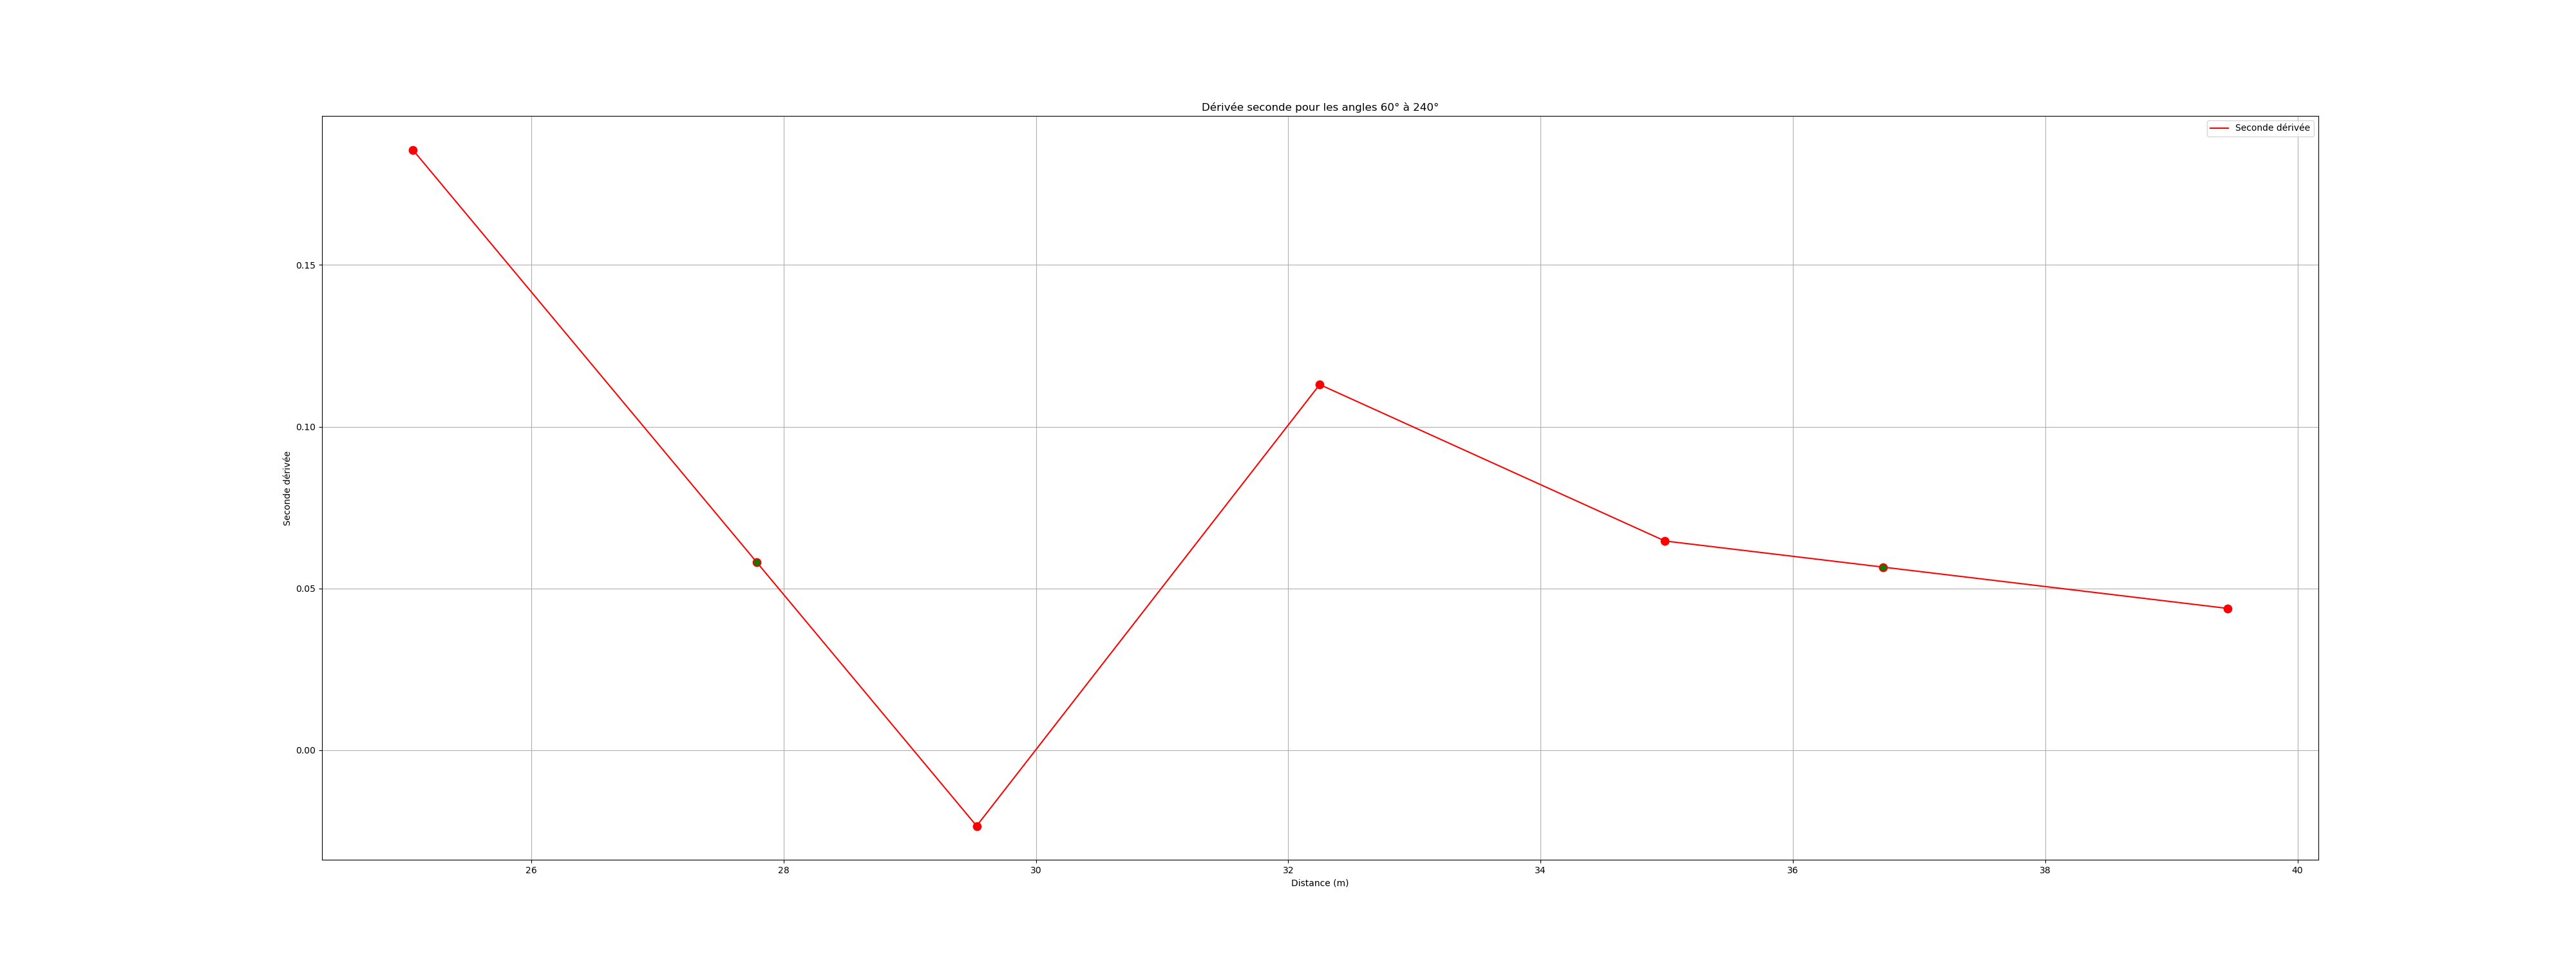 Dérivée seconde pour les angles 60° à 240°
Seconde dérivée
0.15
0.10
0.05
0.00
Seconde dérivée
26 28 30 32 34 36 38 40
Distance (m)